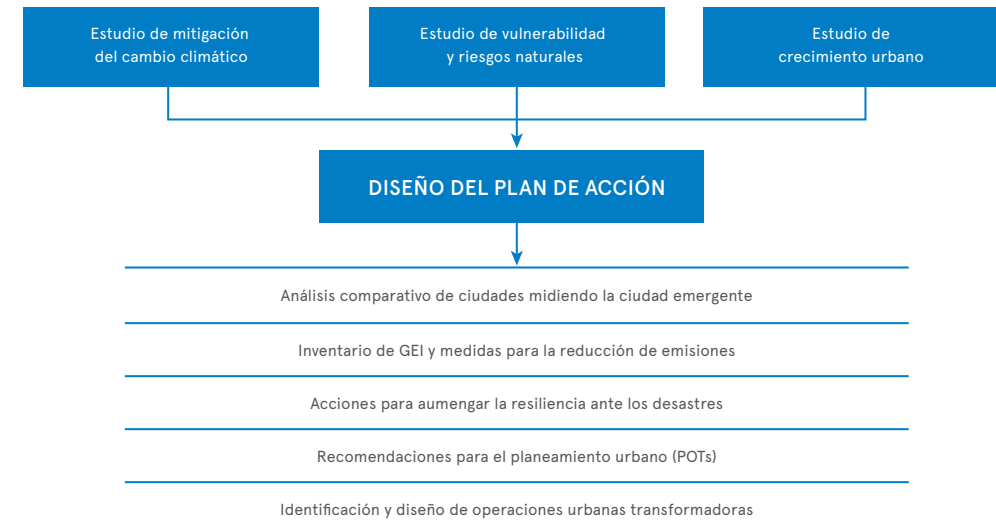 Estudio de mitigación
del cambio climático
Estudio de vulnerabilidad
y riesgos naturales
Estudio de
crecimiento urbano
DISEÑO DEL PLAN DE ACCIÓN
Análisis comparativo de ciudades midiendo la ciudad emergente
Inventario de GEI y medidas para la reducción de emisiones
Acciones para aumengar la resiliencia ante los desastres
Recomendaciones para el planeamiento urbano (POTs)
Identificación y diseño de operaciones urbanas transformadoras